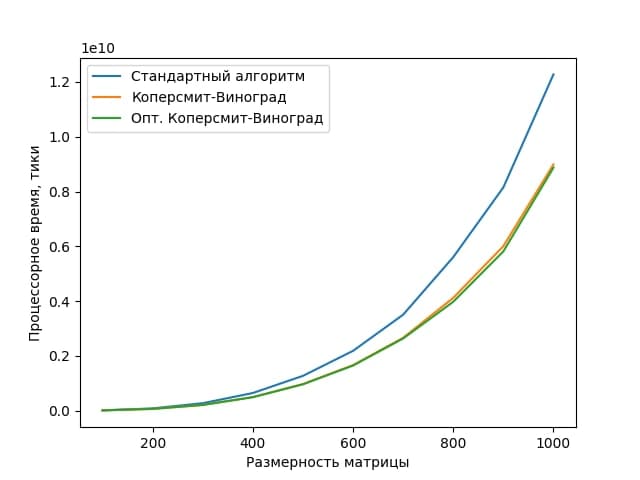 1e10
Стандартный алгоритм
Коперсмит-Виноград
Опт. Коперсмит-Виноград
1.2
1.0
0.8
0.6
0.4
0.2
0.0
Процессорное время, тики
200 400 600 800 1000
Размерность матрицы